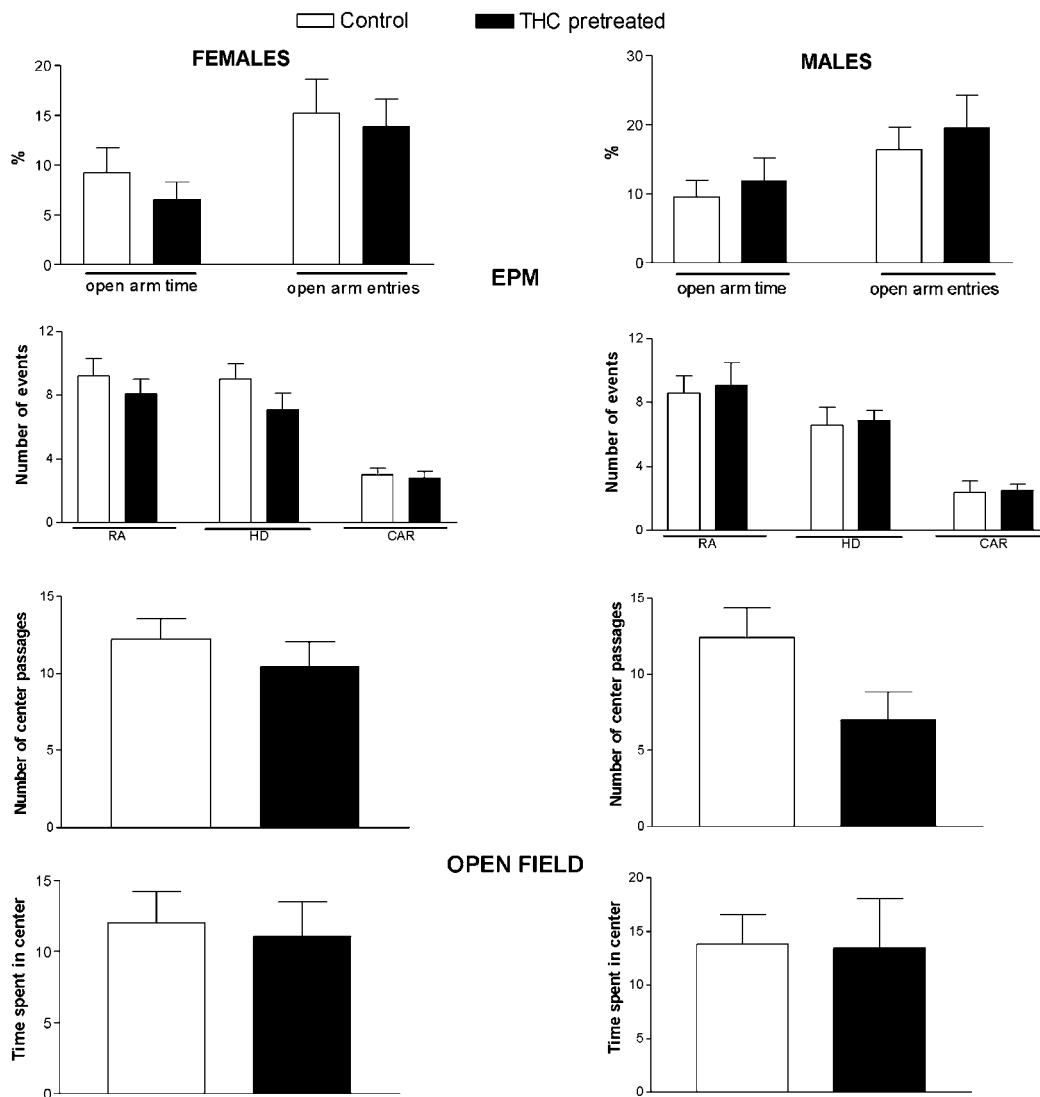 Control THC pretreated
FEMALES
20
15
10
5
0
%
open arm time open arm entries
MALES
30
20
10
0
%
open arm time open arm entries
EPM
12
8
4
0
Number of events
RA HD CAR
12
8
4
0
Number of events
RA HD CAR
15
10
5
0
Number of center passages
15
10
5
0
Number of center passages
OPEN FIELD
15
10
5
0
Time spent in center
20
15
10
5
0
Time spent in center